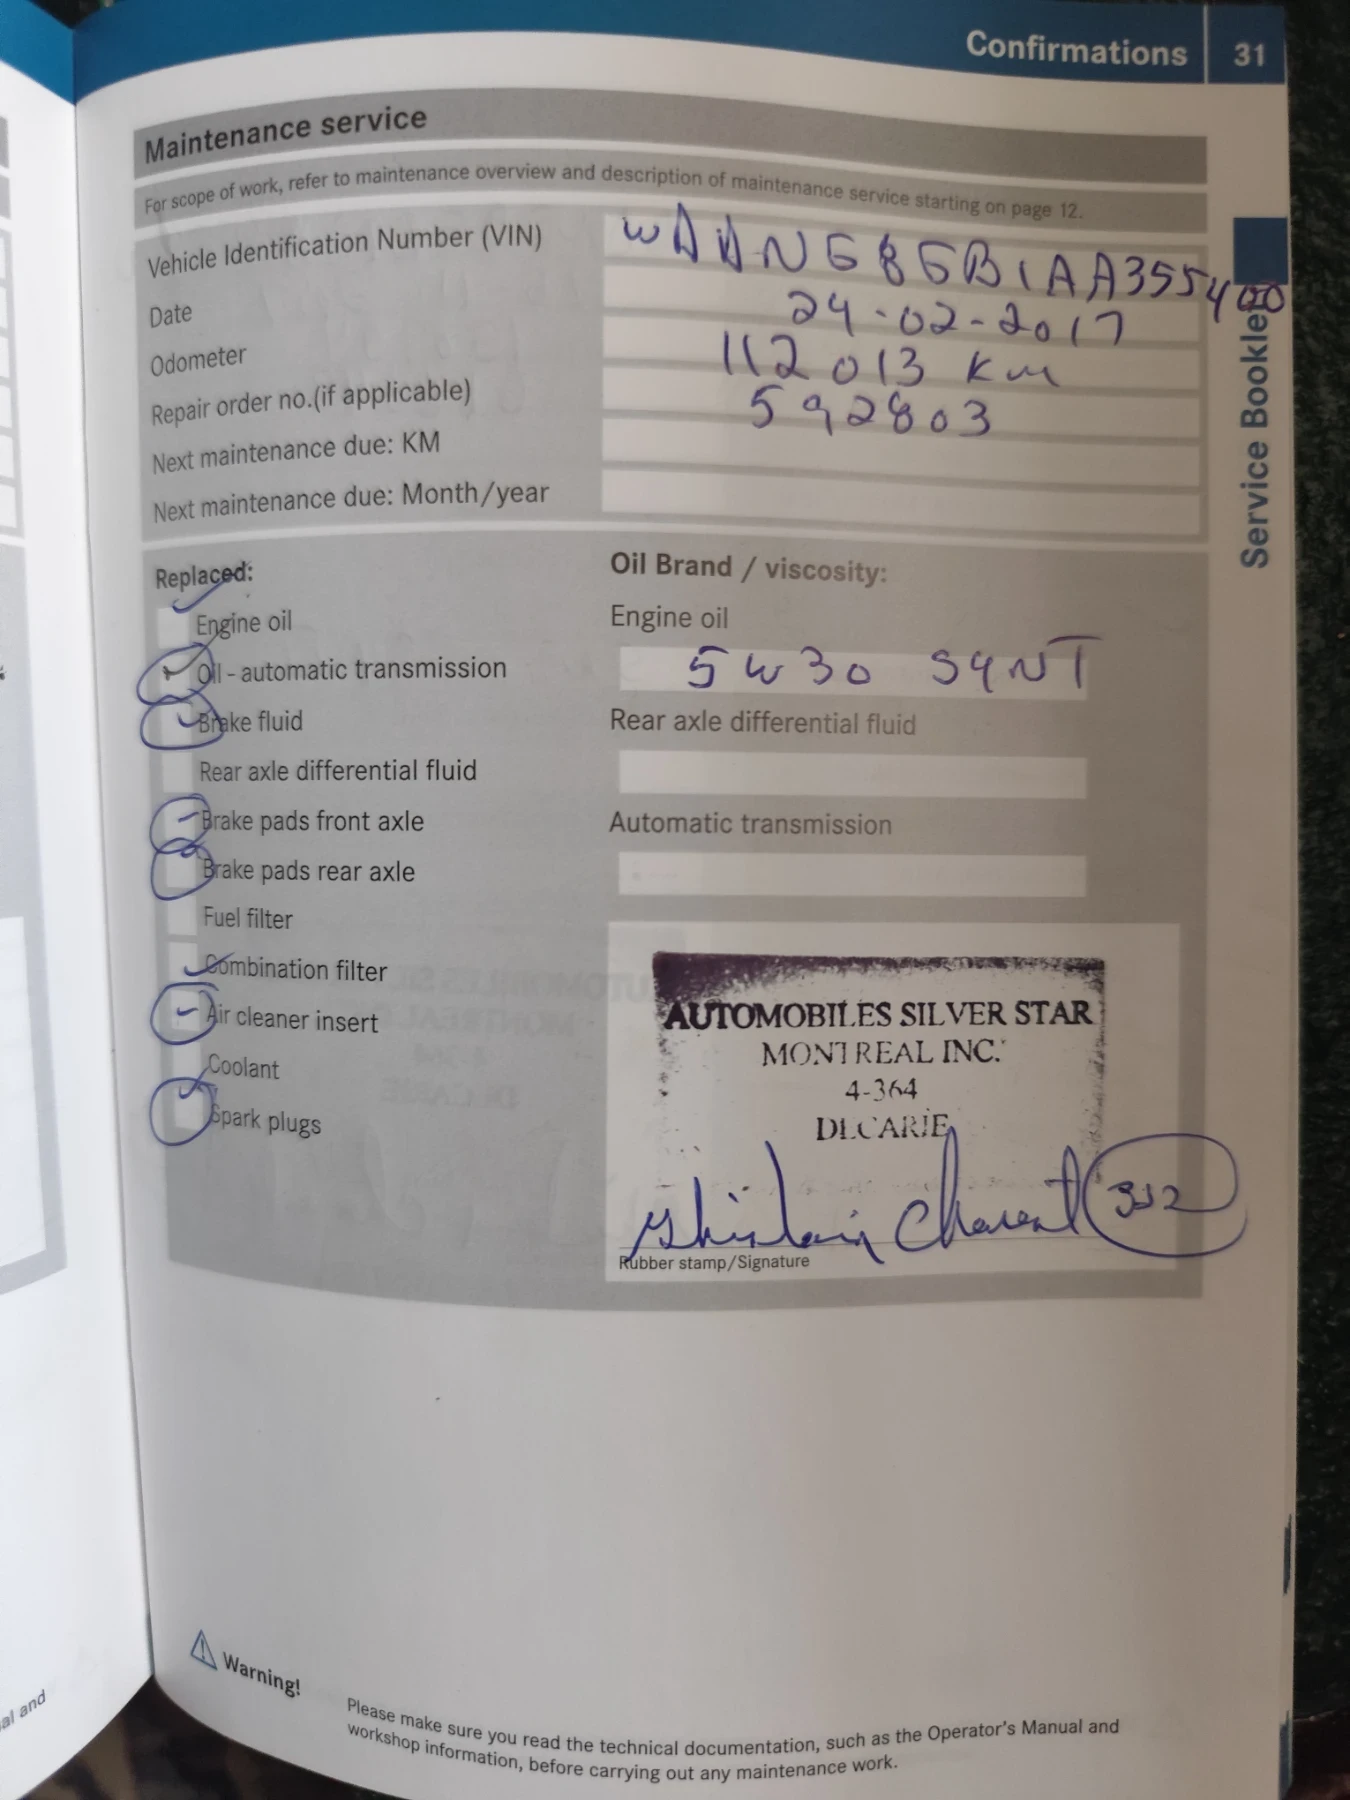 Confirmations 31
Maintenance service
For scope of work, refer to maintenance overview and description of maintenance service starting on page 12.
Vehicle Identification Number (VIN)
Date 24-02-2017
Odometer 112 013 KM
Repair order no.(if applicable) 592803
Next maintenance due: KM
Next maintenance due: Month/year
Service Booklet
Replaced:
Engine oil
Oil - automatic transmission
Brake fluid
Rear axle differential fluid
Brake pads front axle
Brake pads rear axle
Fuel filter
Combination filter
Air cleaner insert
Coolant
Spark plugs
Oil Brand / viscosity:
Engine oil
5W30 SYNT
Rear axle differential fluid
Automatic transmission
AUTOMOBILES SILVER STAR
MONTREAL INC.
4-364
DECARIE
Rubber stamp/Signature
Warning!
Please make sure you read the technical documentation, such as the Operator's Manual and
workshop information, before carrying out any maintenance work.
al and